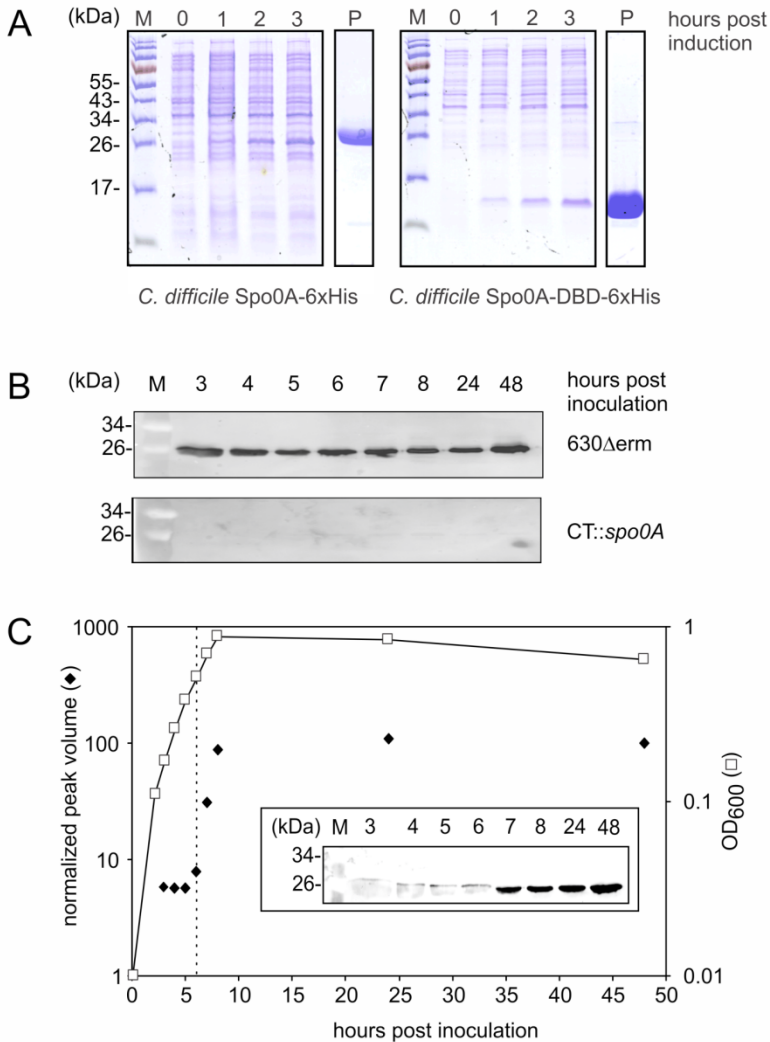 A
(kDa) M 0 1 2 3 P M 0 1 2 3 P hours post
induction
55-
43-
34-
26-
17-
C. difficile Spo0A-6xHis C. difficile Spo0A-DBD-6xHis
B
(kDa) M 3 4 5 6 7 8 24 48 hours post
inoculation
34-
26-
630Δerm
34-
26-
CT::spo0A
C
normalized peak volume (◆)
1000
100
10
1
OD600 (□)
1
0.1
0.01
(kDa) M 3 4 5 6 7 8 24 48
34-
26-
0 5 10 15 20 25 30 35 40 45 50
hours post inoculation